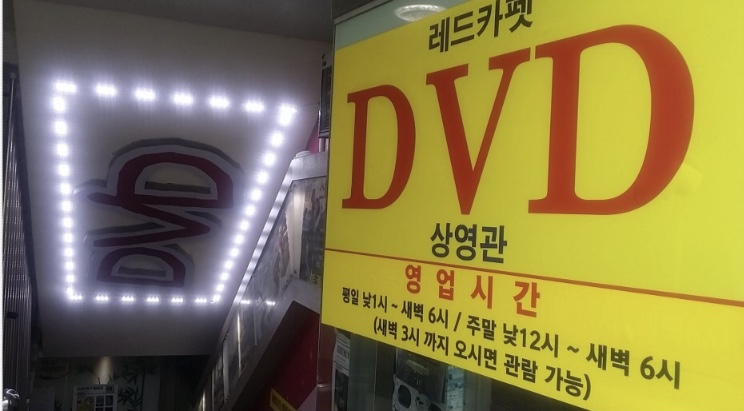 DVD
레드카펫
DVD
상영관
영업시간
평일 낮1시 ~ 새벽 6시 / 주말 낮12시 ~ 새벽 6시
(새벽 3시 까지 오시면 관람 가능)